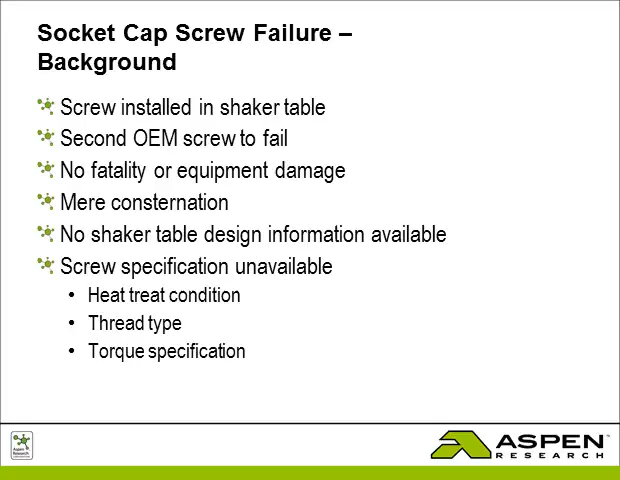 Socket Cap Screw Failure –
Background
Screw installed in shaker table
Second OEM screw to fail
No fatality or equipment damage
Mere consternation
No shaker table design information available
Screw specification unavailable
• Heat treat condition
• Thread type
• Torque specification
Aspen
Research
ASPEN™
RESEARCH